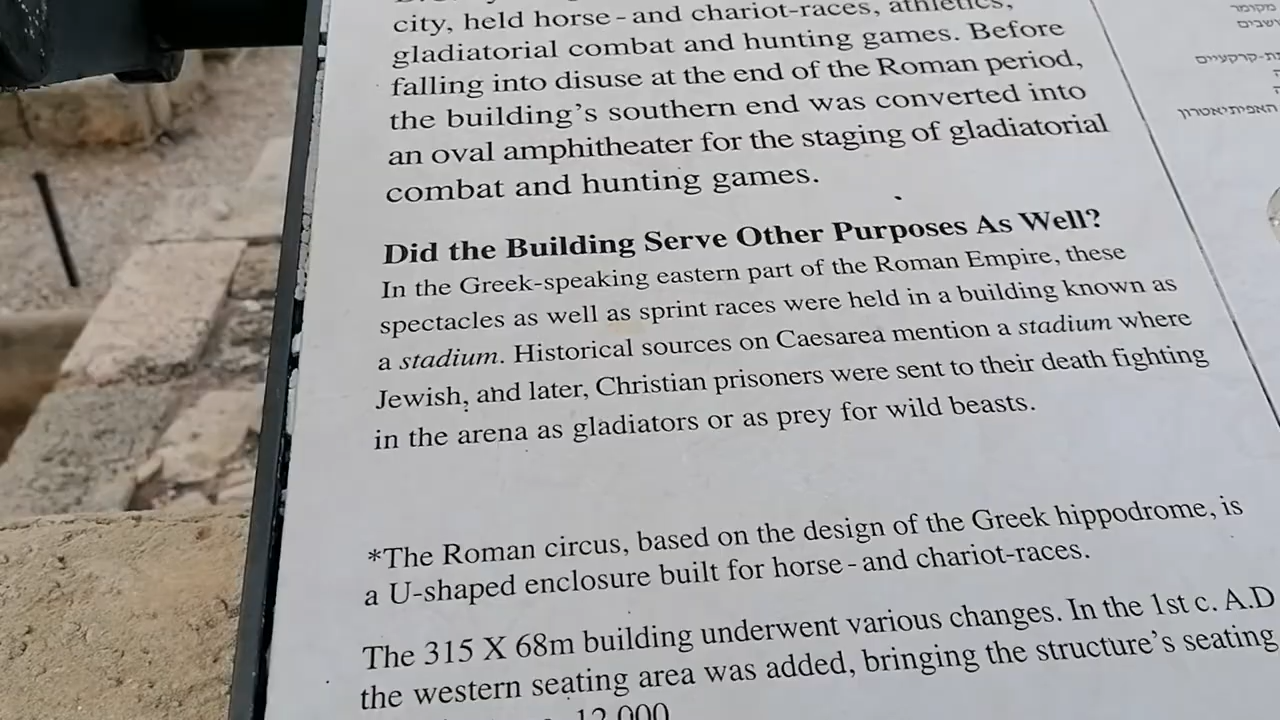 city, held horse-and chariot-races, athletics,
gladiatorial combat and hunting games. Before
falling into disuse at the end of the Roman period,
the building's southern end was converted into
an oval amphitheater for the staging of gladiatorial
combat and hunting games.
Did the Building Serve Other Purposes As Well?
In the Greek-speaking eastern part of the Roman Empire, these
spectacles as well as sprint races were held in a building known as
a stadium. Historical sources on Caesarea mention a stadium where
Jewish, and later, Christian prisoners were sent to their death fighting
in the arena as gladiators or as prey for wild beasts.
*The Roman circus, based on the design of the Greek hippodrome, is
a U-shaped enclosure built for horse-and chariot-races.
The 315 X 68m building underwent various changes. In the 1st c. A.D
the western seating area was added, bringing the structure's seating
12,000
מקומר
ושבים
ת-קרקעיים
ה
האמפיתיאטרון